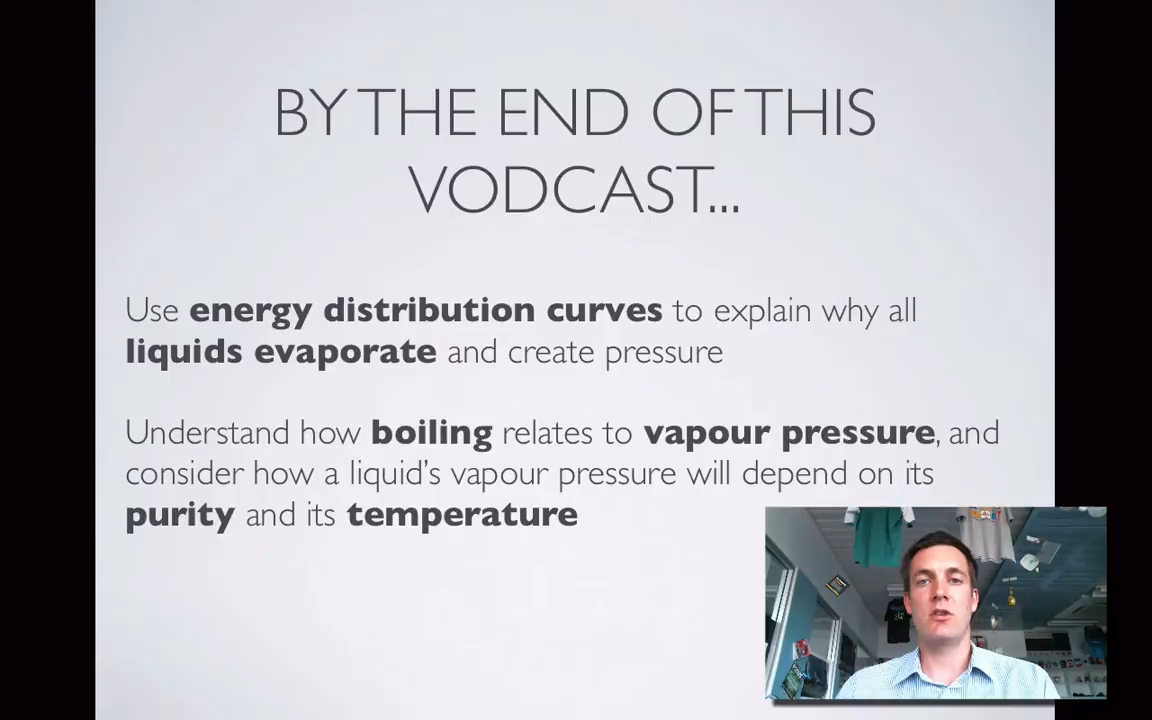 BY THE END OF THIS
VODCAST...
Use energy distribution curves to explain why all
liquids evaporate and create pressure
Understand how boiling relates to vapour pressure, and
consider how a liquid's vapour pressure will depend on its
purity and its temperature